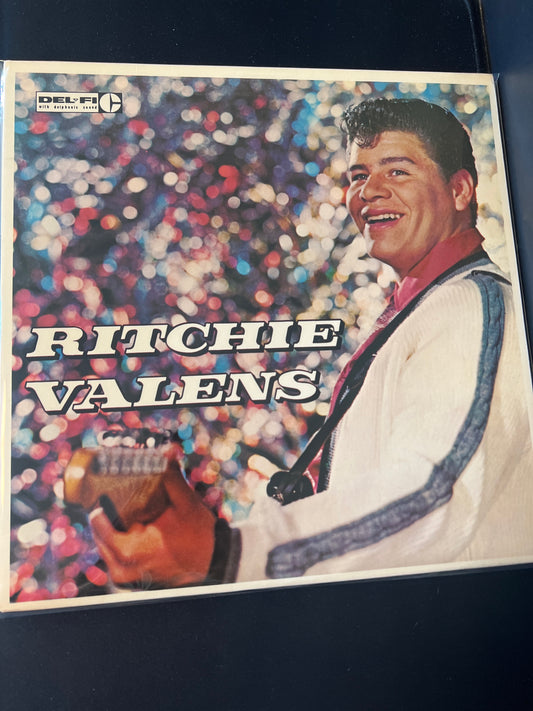 DEL-FI
with delphonic sound
RITCHIE
VALENS